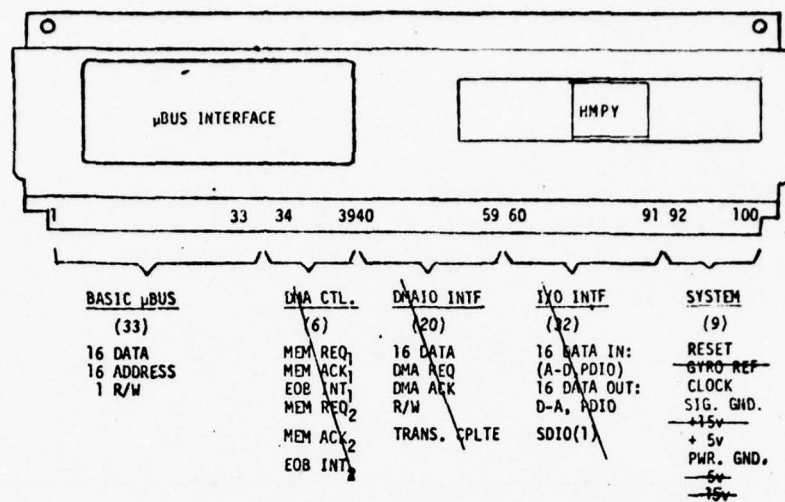 µBUS INTERFACE
HMPY
1 33 34 3940 59 60 91 92 100
BASIC µBUS
(33)
16 DATA
16 ADDRESS
1 R/W
DMA CTL.
(6)
MEM REQ1
MEM ACK1
EOB INT1
MEM REQ2
MEM ACK2
EOB INT2
DMAIO INTF
(20)
16 DATA
DMA REQ
DMA ACK
R/W
TRANS. CPLTE
I/O INTF
(32)
16 DATA IN:
(A-D,PDIO)
16 DATA OUT:
D-A, PDIO
SDIO(1)
SYSTEM
(9)
RESET
GYRO REF
CLOCK
SIG. GND.
+15v
+ 5v
PWR. GND.
-5v
-15v